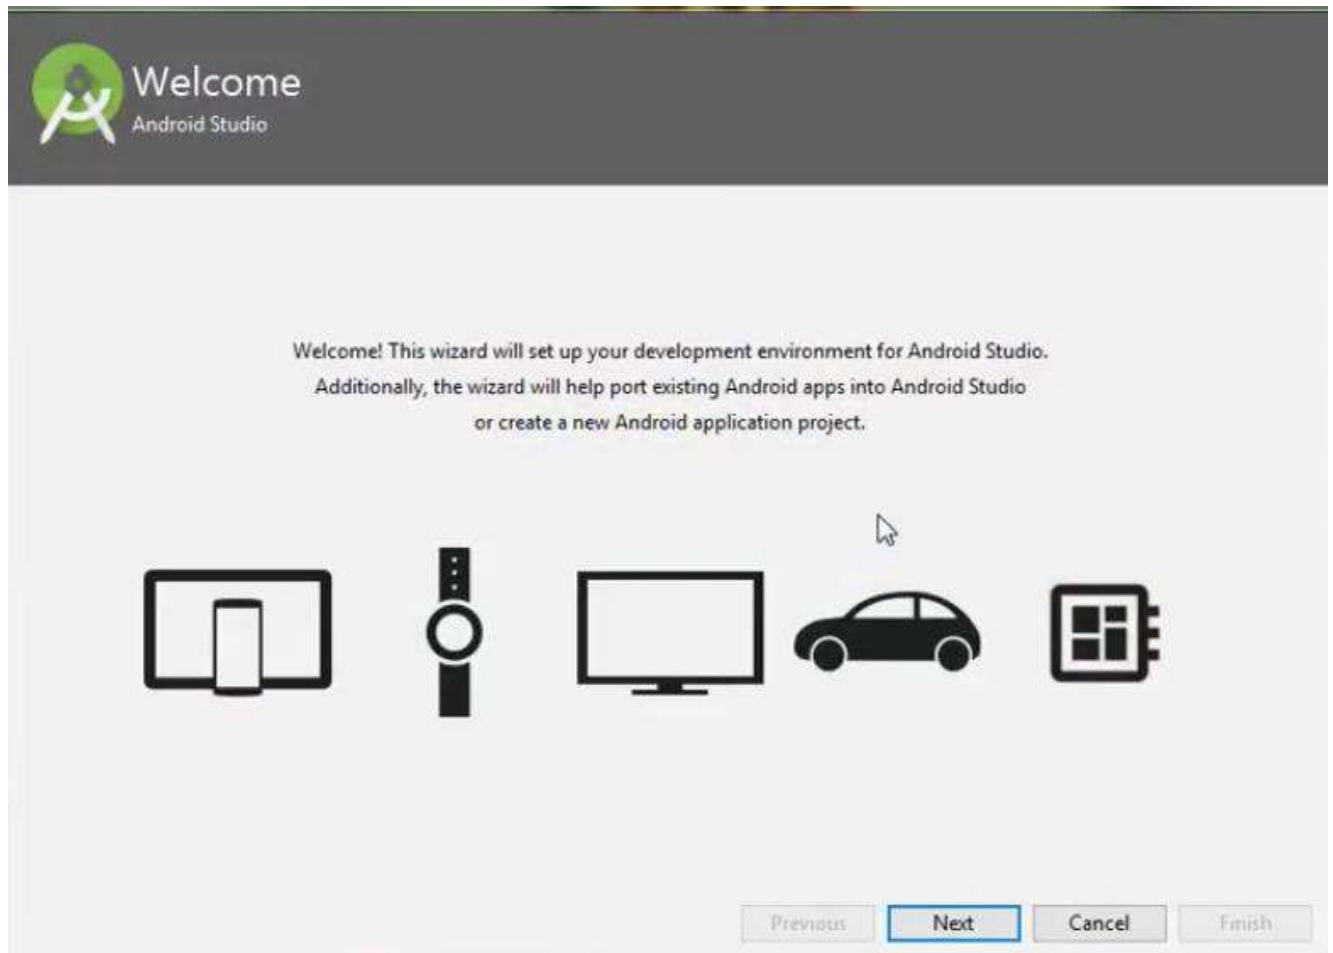 Welcome
Android Studio
Welcome! This wizard will set up your development environment for Android Studio.
Additionally, the wizard will help port existing Android apps into Android Studio
or create a new Android application project.
Previous
Next
Cancel
Finish